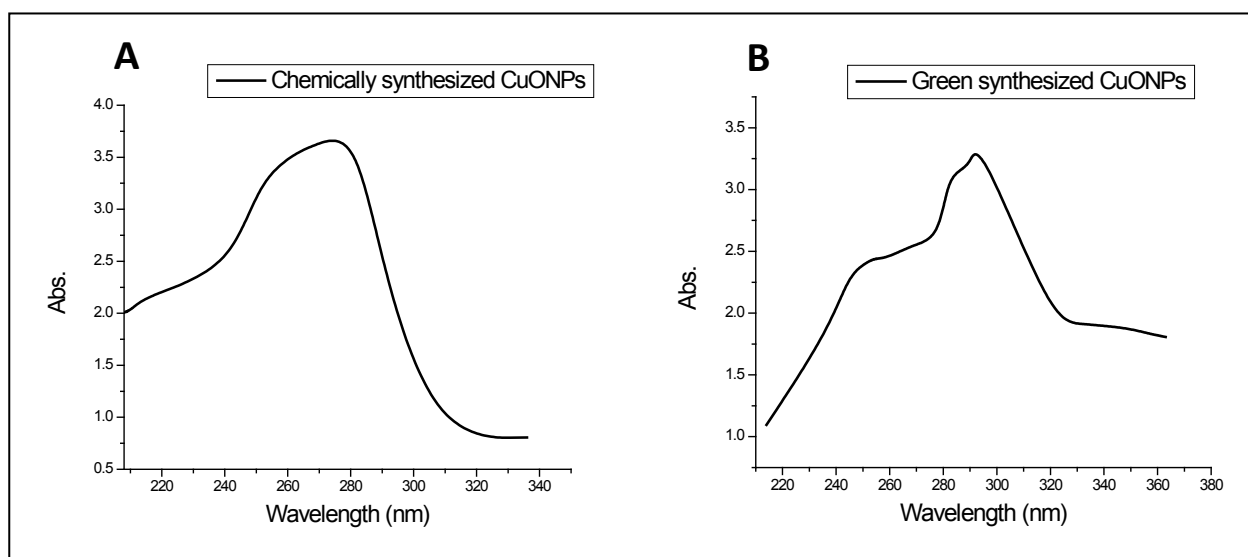 A
Chemically synthesized CuONPs
4.0
3.5
3.0
2.5
2.0
1.5
1.0
0.5
Abs.
220 240 260 280 300 320 340
Wavelength (nm)
B
Green synthesized CuONPs
3.5
3.0
2.5
2.0
1.5
1.0
Abs.
220 240 260 280 300 320 340 360 380
Wavelength (nm)